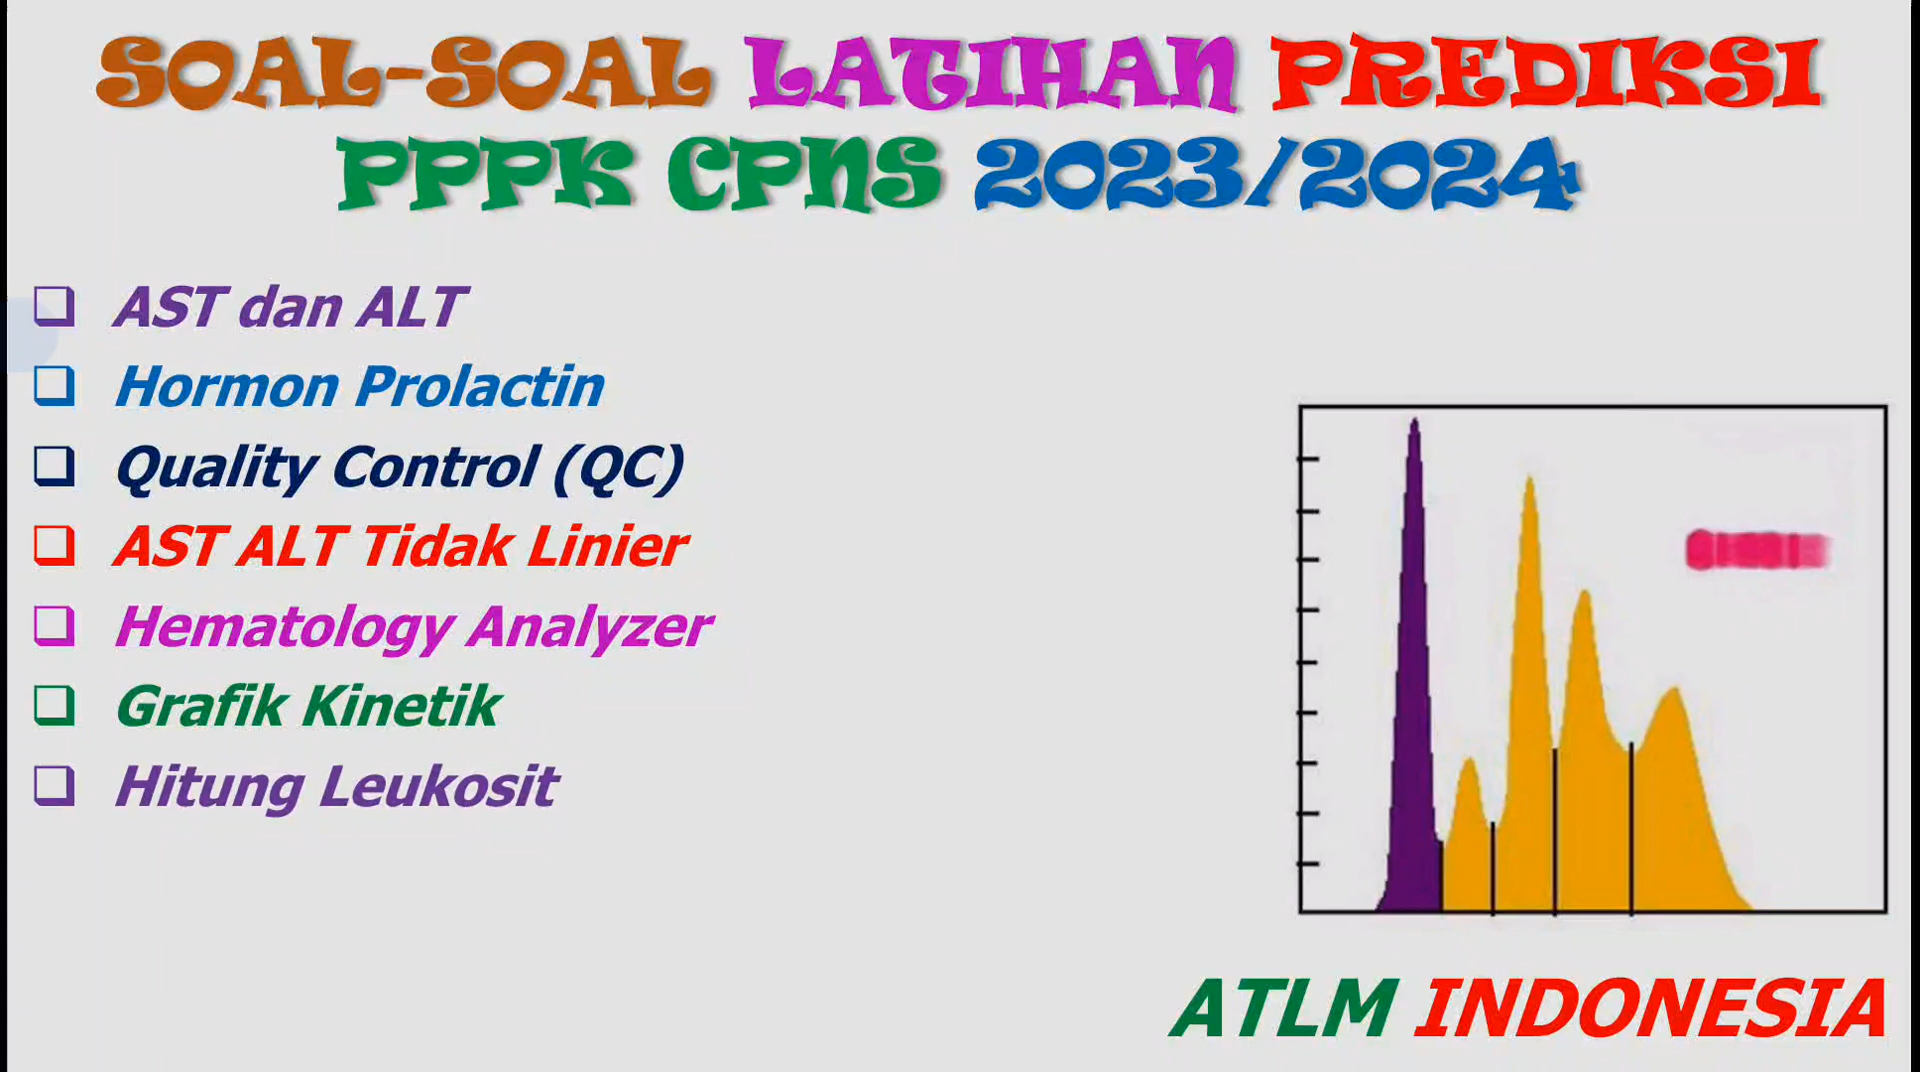 SOAL-SOAL LATIHAN PREDIKSI
PPPK CPNS 2023/2024
AST dan ALT
Hormon Prolactin
Quality Control (QC)
AST ALT Tidak Linier
Hematology Analyzer
Grafik Kinetik
Hitung Leukosit
ATLM INDONESIA